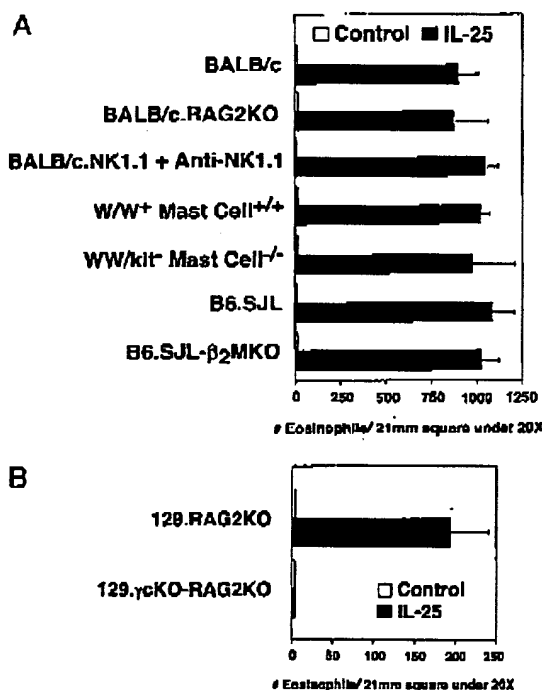 A
Control IL-25
BALB/c
BALB/c.RAG2KO
BALB/c.NK1.1 + Anti-NK1.1
W/W+ Mast Cell+/+
WW/kit- Mast Cell-/-
B6.SJL
B6.SJL-β2MKO
0 250 500 750 1000 1250
# Eosinophils/ 21mm square under 20X
B
129.RAG2KO
129.γcKO-RAG2KO
Control
IL-25
0 50 100 150 200 250
# Eosinophils/ 21mm square under 20X